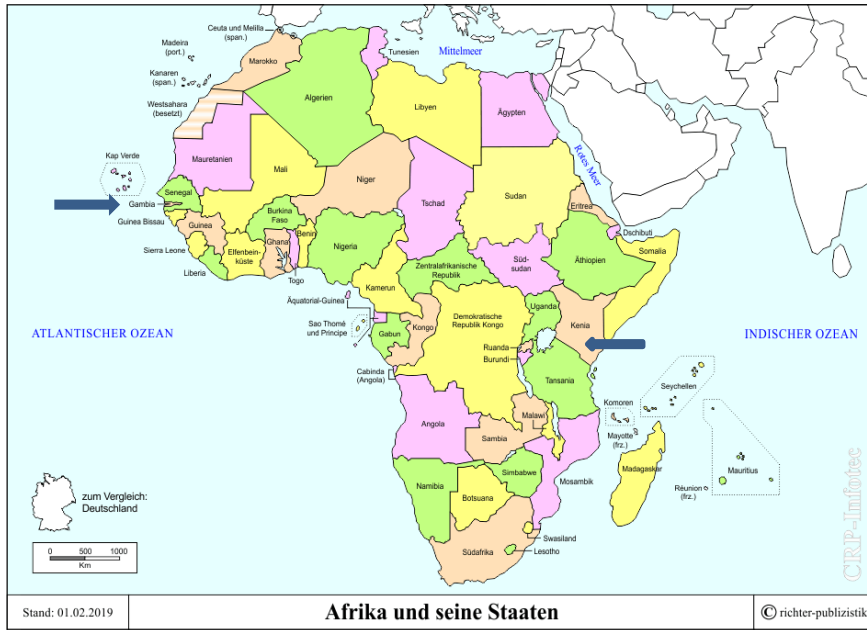 Ceuta und Melilla
(span.)
Madeira
(port.)
Kanaren
(span.)
Westsahara
(besetzt)
Marokko
Tunesien
Mittelmeer
Algerien
Libyen
Ägypten
Rotes Meer
Kap Verde
Mauretanien
Mali
Niger
Tschad
Sudan
Eritrea
Dschibuti
Senegal
Gambia
Guinea Bissau
Guinea
Sierra Leone
Liberia
Elfenbein-
küste
Burkina
Faso
Ghana
Togo
Benin
Nigeria
Kamerun
Zentralafrikanische
Republik
Süd-
sudan
Äthiopien
Somalia
Äquatorial-Guinea
Sao Thomé
und Principe
Gabun
Kongo
Demokratische
Republik Kongo
Uganda
Kenia
Ruanda
Burundi
Tansania
Cabinda
(Angola)
ATLANTISCHER OZEAN
INDISCHER OZEAN
Seychellen
Komoren
Mayotte
(frz.)
Angola
Sambia
Malawi
Mosambik
Madagaskar
Mauritius
Réunion
(frz.)
Namibia
Botsuana
Simbabwe
Südafrika
Swasiland
Lesotho
zum Vergleich:
Deutschland
0 500 1000
Km
CRP-Infotec
Stand: 01.02.2019
Afrika und seine Staaten
© richter-publizistik